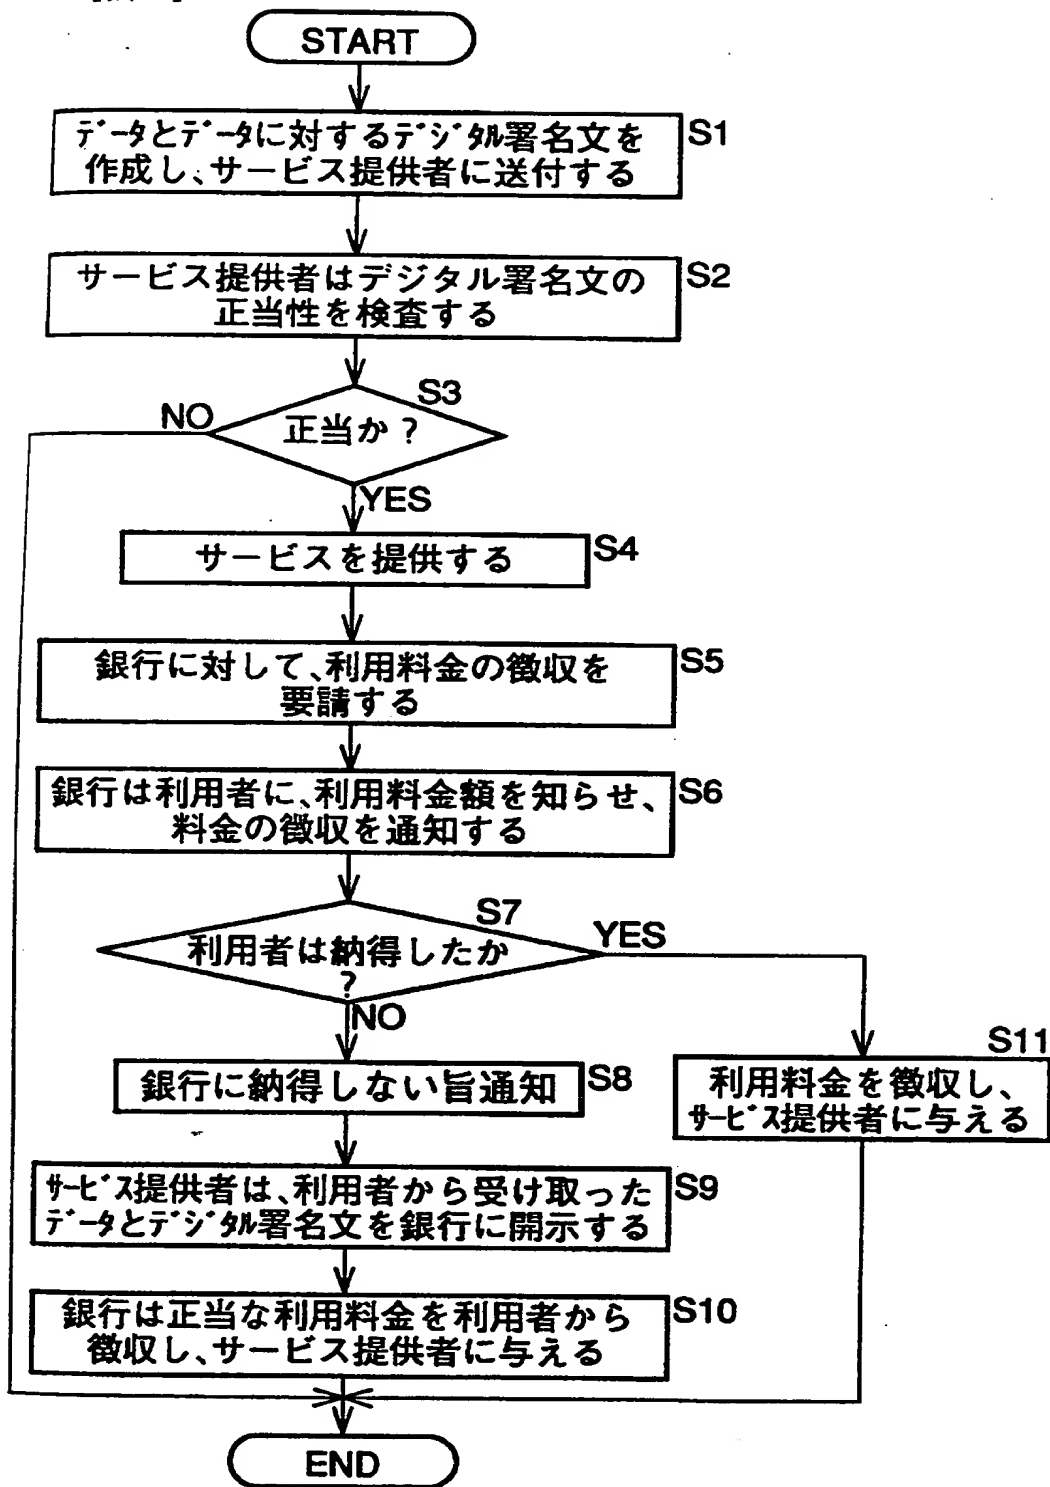 START
データとデータに対するデジタル署名文を
作成し、サービス提供者に送付する
S1
サービス提供者はデジタル署名文の
正当性を検査する
S2
S3
NO
正当か？
YES
サービスを提供する
S4
銀行に対して、利用料金の徴収を
要請する
S5
銀行は利用者に、利用料金額を知らせ、
料金の徴収を通知する
S6
S7
利用者は納得したか
？
YES
NO
銀行に納得しない旨通知
S8
S11
利用料金を徴収し、
サービス提供者に与える
サービス提供者は、利用者から受け取った
データとデジタル署名文を銀行に開示する
S9
銀行は正当な利用料金を利用者から
徴収し、サービス提供者に与える
S10
END